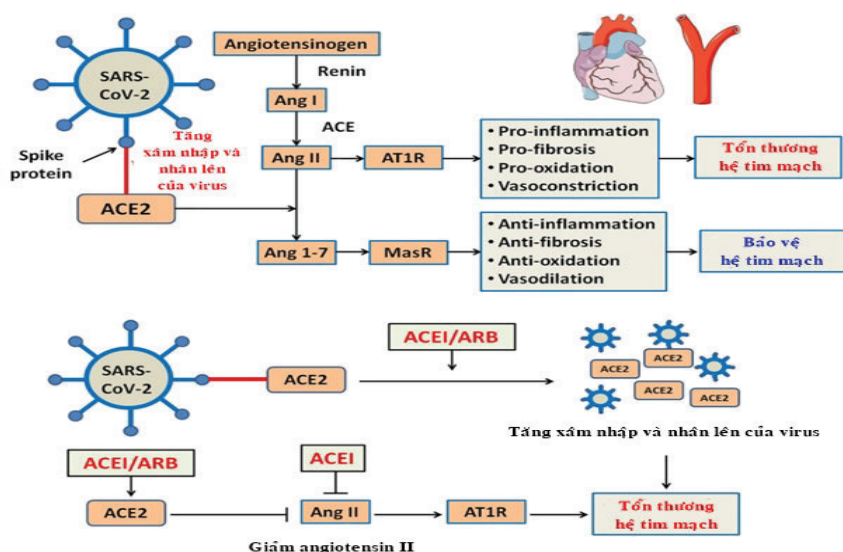 Angiotensinogen
SARS-
CoV-2
Renin
Ang I
ACE
Tăng
xâm nhập và
nhân lên
của virus
Spike
protein
Ang II
AT1R
• Pro-inflammation
• Pro-fibrosis
• Pro-oxidation
• Vasoconstriction
Tổn thương
hệ tim mạch
ACE2
Ang 1-7
MasR
• Anti-inflammation
• Anti-fibrosis
• Anti-oxidation
• Vasodilation
Bảo vệ
hệ tim mạch
SARS-
CoV-2
ACE2
ACEI/ARB
ACE2
ACE2
ACE2
ACE2
Tăng xâm nhập và nhân lên của virus
ACEI/ARB
ACEI
ACE2
Ang II
AT1R
Tổn thương
hệ tim mạch
Giảm angiotensin II